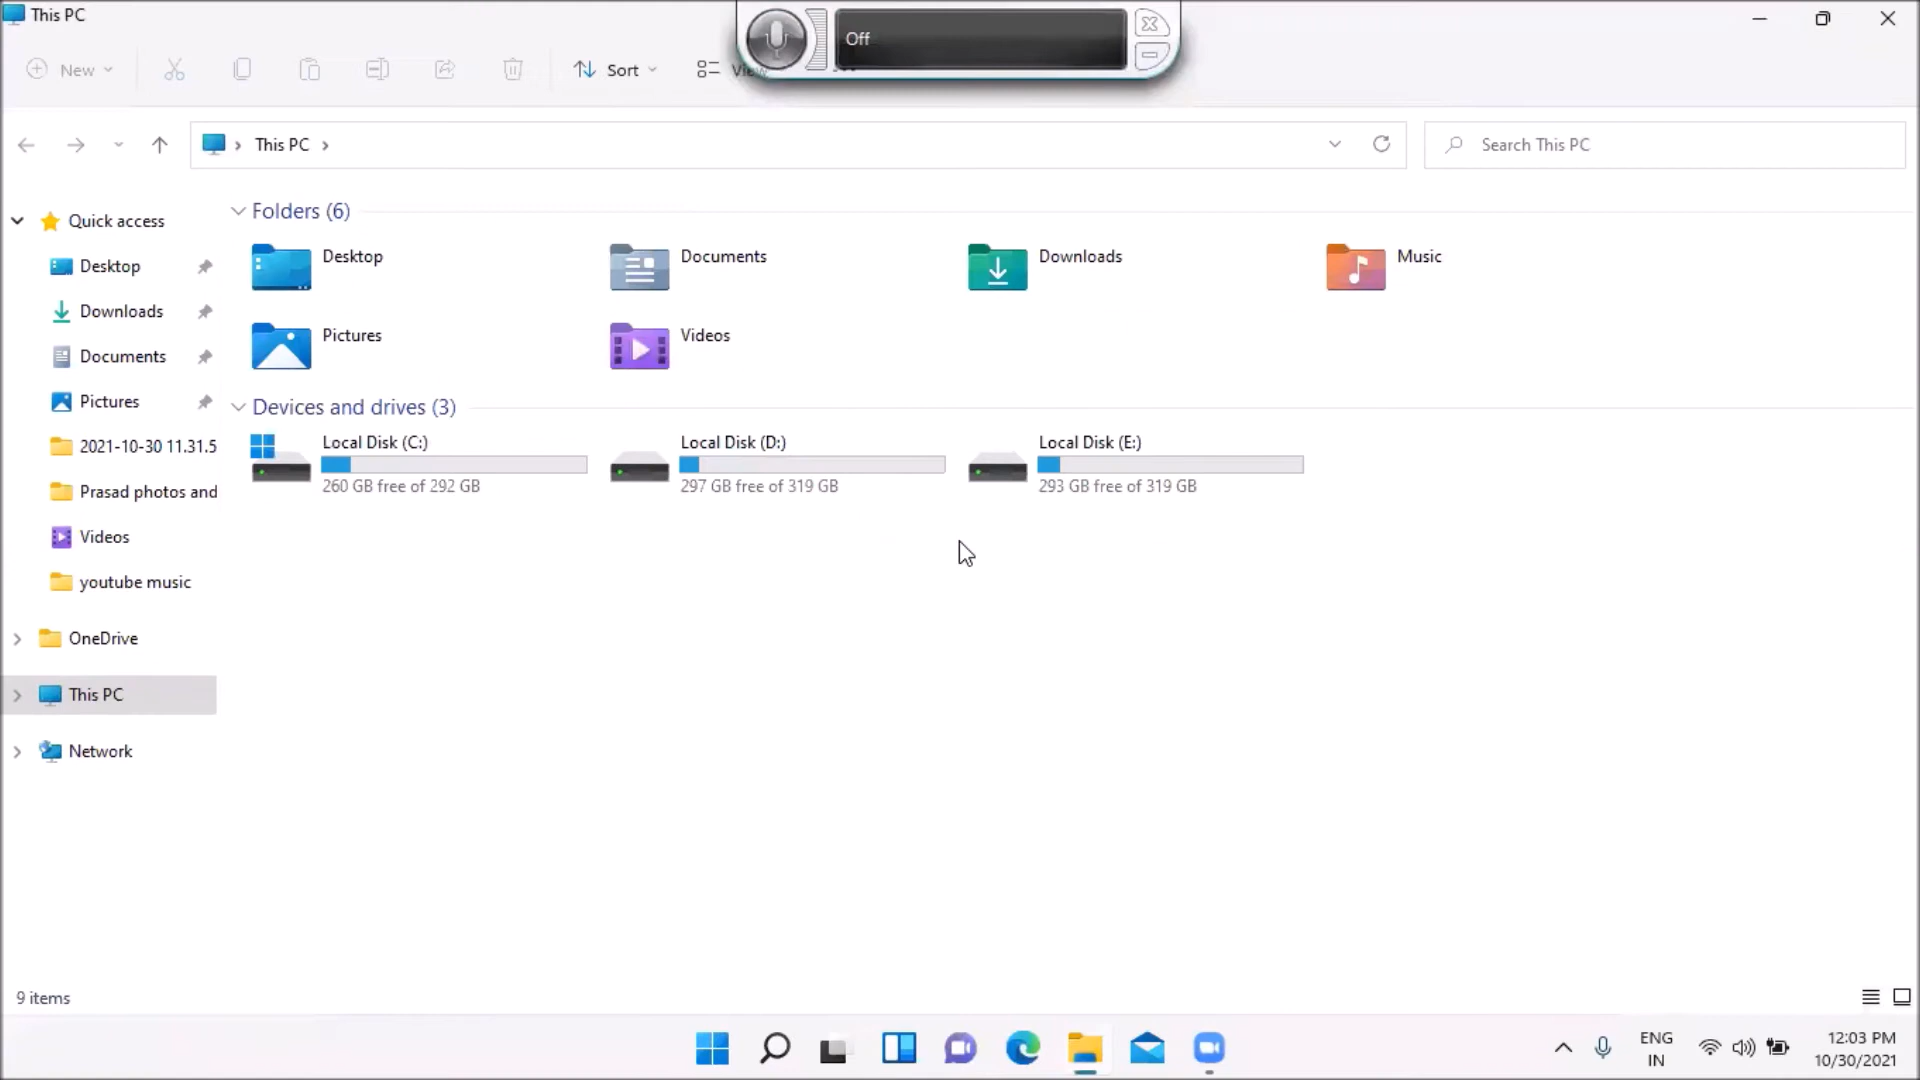 This PC
Off
New
Sort
This PC
Search This PC
Quick access
Desktop
Downloads
Documents
Pictures
2021-10-30 11.31.5
Prasad photos and
Videos
youtube music
OneDrive
This PC
Network
Folders (6)
Desktop
Documents
Downloads
Music
Pictures
Videos
Devices and drives (3)
Local Disk (C:)
260 GB free of 292 GB
Local Disk (D:)
297 GB free of 319 GB
Local Disk (E:)
293 GB free of 319 GB
9 items
ENG
IN
12:03 PM
10/30/2021